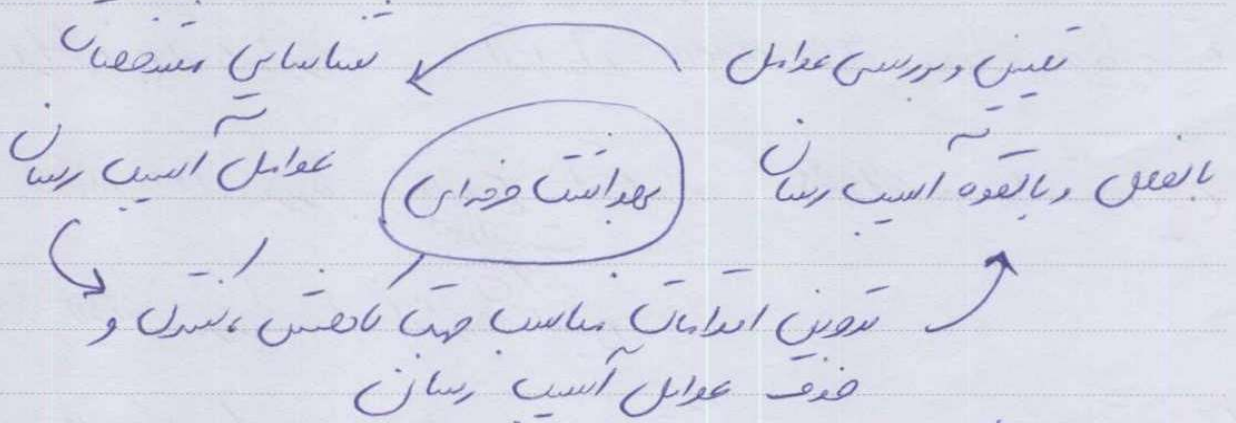 تعیین و بررسی عوامل
بالفعل و بالقوه آسیب رسان
شناسایی مشخصات
عوامل آسیب رسان
بهداشت حرفه‌ای
تدوین اقدامات مناسب جهت کاهش، کنترل و
حذف عوامل آسیب رسان